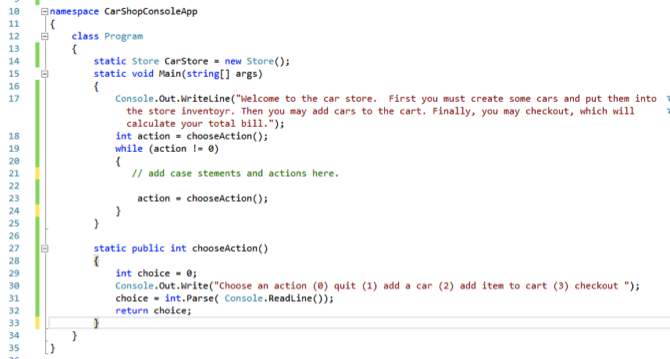 10 namespace CarShopConsoleApp
11 {
12 class Program
13 {
14 static Store CarStore = new Store();
15 static void Main(string[] args)
16 {
17 Console.Out.WriteLine("Welcome to the car store.  First you must create some cars and put them into
the store inventoyr. Then you may add cars to the cart. Finally, you may checkout, which will
calculate your total bill.");
18 int action = chooseAction();
19 while (action != 0)
20 {
21 // add case stements and actions here.
22
23 action = chooseAction();
24 }
25 }
26
27 static public int chooseAction()
28 {
29 int choice = 0;
30 Console.Out.Write("Choose an action (0) quit (1) add a car (2) add item to cart (3) checkout ");
31 choice = int.Parse( Console.ReadLine());
32 return choice;
33 }
34 }
35 }